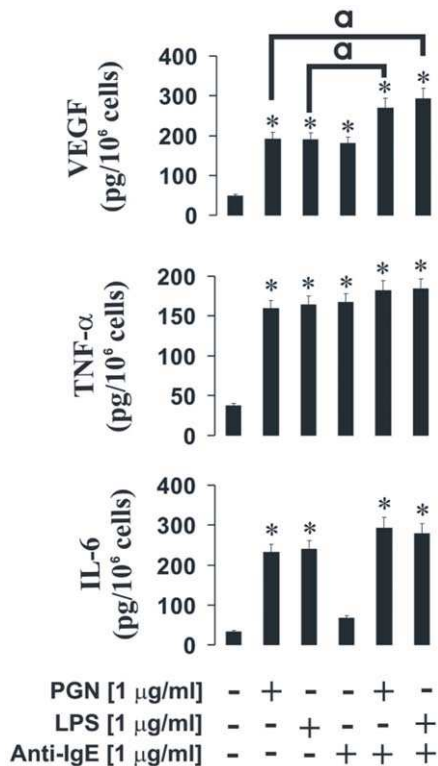 a
a
VEGF
(pg/10⁶ cells)
400
300
200
100
0
* * * * *
TNF-α
(pg/10⁶ cells)
200
150
100
50
0
* * * * *
IL-6
(pg/10⁶ cells)
400
300
200
100
0
* * * *
PGN [1 μg/ml] - + - - + -
LPS [1 μg/ml] - - + - - +
Anti-IgE [1 μg/ml] - - - + + +